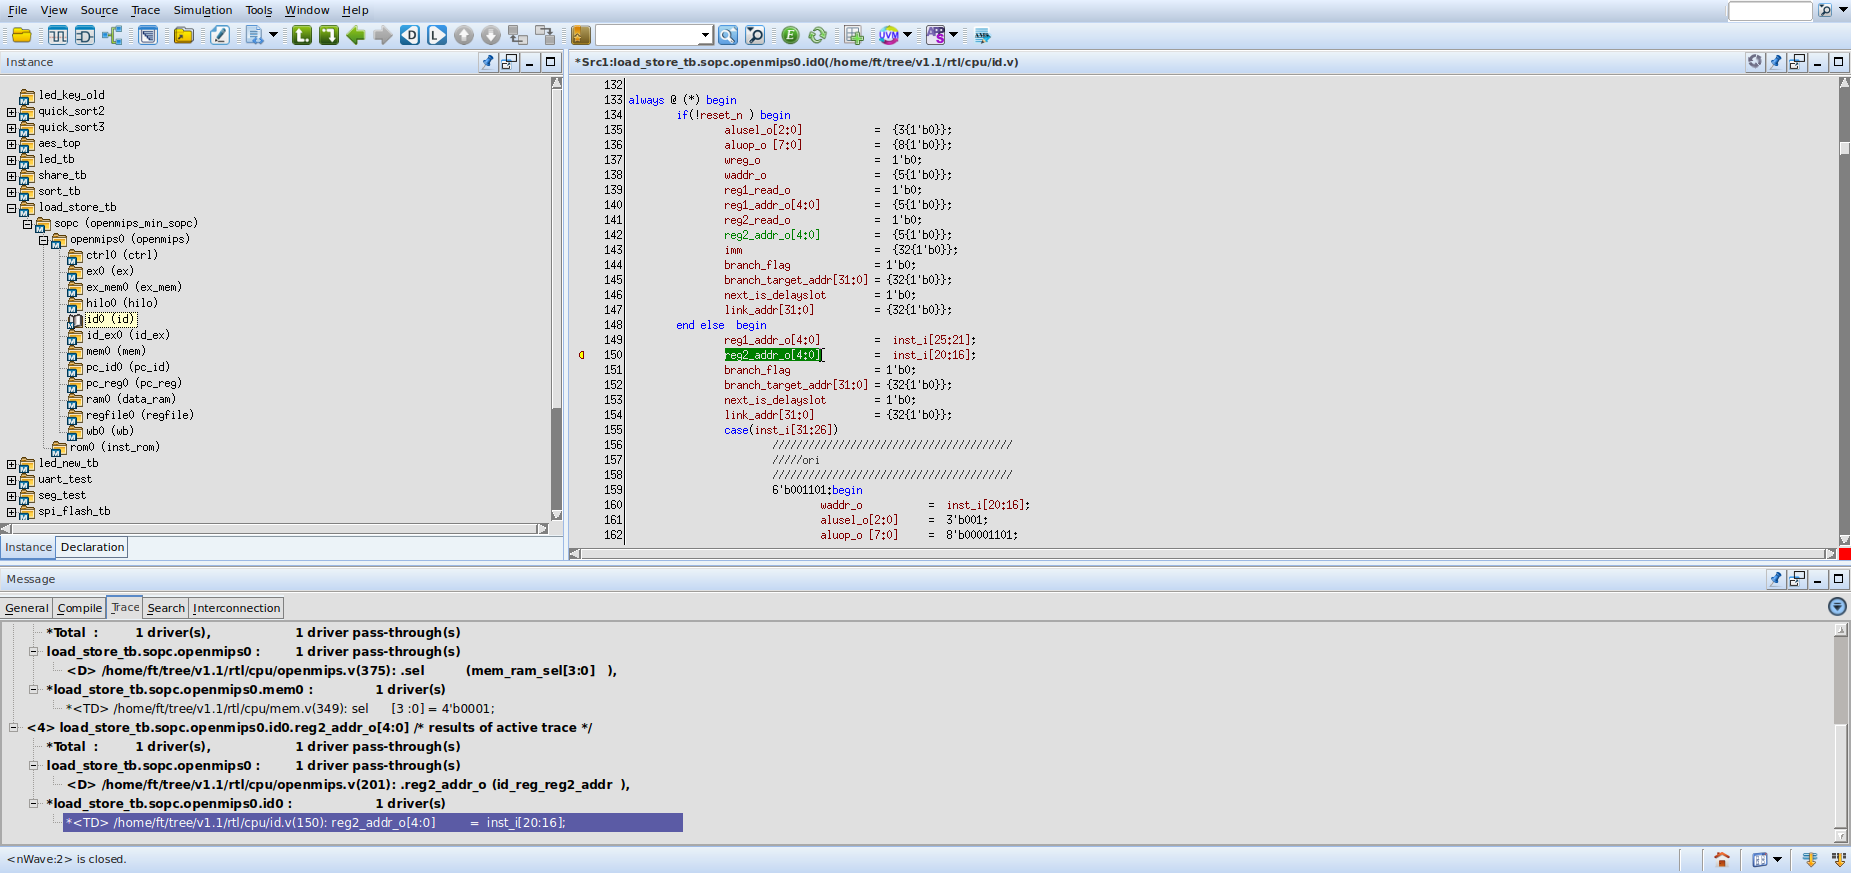 File View Source Trace Simulation Tools Window Help
Instance
led_key_old
quick_sort2
quick_sort3
aes_top
led_tb
share_tb
sort_tb
load_store_tb
sopc (openmips_min_sopc)
openmips0 (openmips)
ctrl0 (ctrl)
ex0 (ex)
ex_mem0 (ex_mem)
hilo0 (hilo)
id0 (id)
id_ex0 (id_ex)
mem0 (mem)
pc_id0 (pc_id)
pc_reg0 (pc_reg)
ram0 (data_ram)
regfile0 (regfile)
wb0 (wb)
rom0 (inst_rom)
led_new_tb
uart_test
seg_test
spi_flash_tb
Instance Declaration
*Src1:load_store_tb.sopc.openmips0.id0(/home/ft/tree/v1.1/rtl/cpu/id.v)
132
133 always @ (*) begin
134 if(!reset_n ) begin
135 alusel_o[2:0] = {3{1'b0}};
136 aluop_o [7:0] = {8{1'b0}};
137 wreg_o = 1'b0;
138 waddr_o = {5{1'b0}};
139 reg1_read_o = 1'b0;
140 reg1_addr_o[4:0] = {5{1'b0}};
141 reg2_read_o = 1'b0;
142 reg2_addr_o[4:0] = {5{1'b0}};
143 imm = {32{1'b0}};
144 branch_flag = 1'b0;
145 branch_target_addr[31:0] = {32{1'b0}};
146 next_is_delayslot = 1'b0;
147 link_addr[31:0] = {32{1'b0}};
148 end else begin
149 reg1_addr_o[4:0] = inst_i[25:21];
150 reg2_addr_o[4:0] = inst_i[20:16];
151 branch_flag = 1'b0;
152 branch_target_addr[31:0] = {32{1'b0}};
153 next_is_delayslot = 1'b0;
154 link_addr[31:0] = {32{1'b0}};
155 case(inst_i[31:26])
156 ////////////////////////////////////////
157 /////ori
158 ////////////////////////////////////////
159 6'b001101:begin
160 waddr_o = inst_i[20:16];
161 alusel_o[2:0] = 3'b001;
162 aluop_o [7:0] = 8'b00001101;
Message
General Compile Trace Search Interconnection
*Total : 1 driver(s), 1 driver pass-through(s)
load_store_tb.sopc.openmips0 : 1 driver pass-through(s)
<D> /home/ft/tree/v1.1/rtl/cpu/openmips.v(375): .sel (mem_ram_sel[3:0] ),
*load_store_tb.sopc.openmips0.mem0 : 1 driver(s)
*<TD> /home/ft/tree/v1.1/rtl/cpu/mem.v(349): sel [3 :0] = 4'b0001;
<4> load_store_tb.sopc.openmips0.id0.reg2_addr_o[4:0] /* results of active trace */
*Total : 1 driver(s), 1 driver pass-through(s)
load_store_tb.sopc.openmips0 : 1 driver pass-through(s)
<D> /home/ft/tree/v1.1/rtl/cpu/openmips.v(201): .reg2_addr_o (id_reg_reg2_addr ),
*load_store_tb.sopc.openmips0.id0 : 1 driver(s)
*<TD> /home/ft/tree/v1.1/rtl/cpu/id.v(150): reg2_addr_o[4:0] = inst_i[20:16];
<nWave:2> is closed.